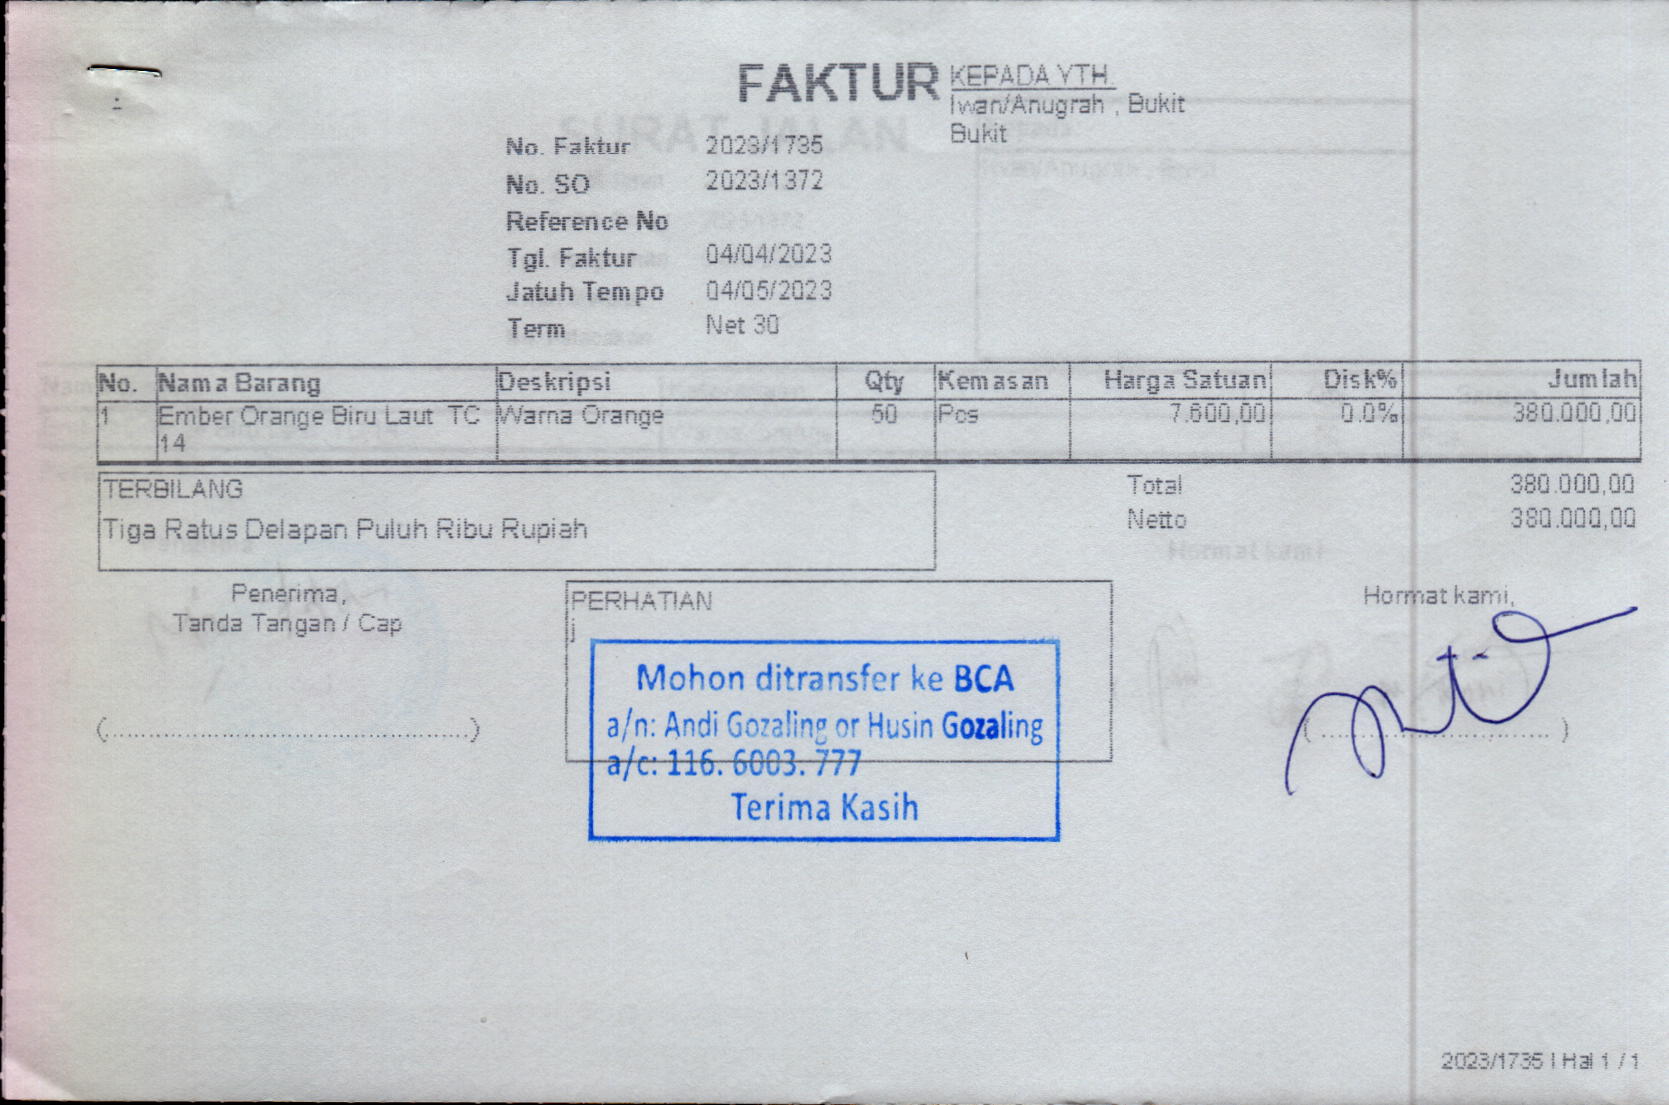 FAKTUR
KEPADA YTH.
Iwan/Anugrah , Bukit
Bukit
No. Faktur 2023/1735
No. SO 2023/1372
Reference No
Tgl. Faktur 04/04/2023
Jatuh Tempo 04/05/2023
Term Net 30
No. Nama Barang Deskripsi Qty Kemasan Harga Satuan Disk% Jumlah
1 Ember Orange Biru Laut TC Warna Orange 50 Pcs 7.600,00 0.0% 380.000,00
14
TERBILANG
Tiga Ratus Delapan Puluh Ribu Rupiah
Total 380.000,00
Netto 380.000,00
Penerima,
Tanda Tangan / Cap
(............................................)
PERHATIAN
j
Mohon ditransfer ke BCA
a/n: Andi Gozaling or Husin Gozaling
a/c: 116. 6003. 777
Terima Kasih
Hormat kami,
(............................)
2023/1735 | Hal 1 / 1